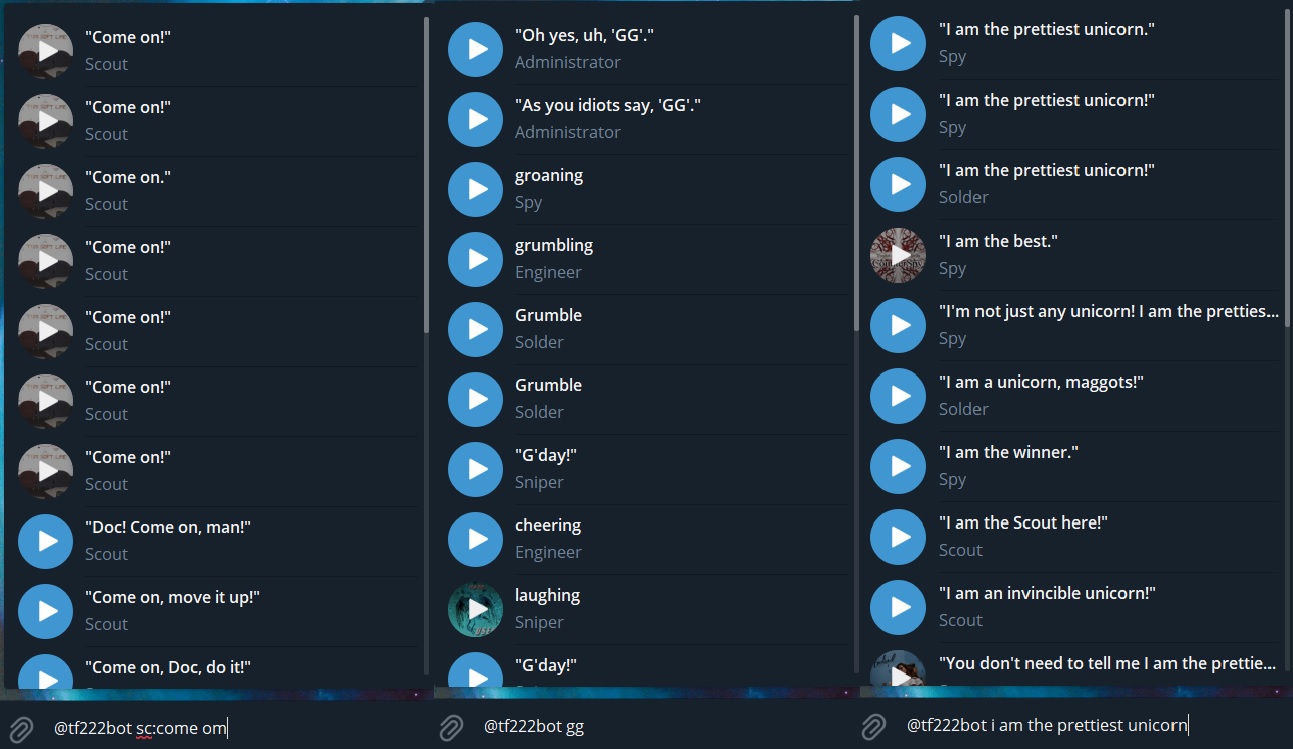 "Come on!"
Scout
"Come on!"
Scout
"Come on."
Scout
"Come on!"
Scout
"Come on!"
Scout
"Come on!"
Scout
"Come on!"
Scout
"Doc! Come on, man!"
Scout
"Come on, move it up!"
Scout
"Come on, Doc, do it!"
@tf222bot sc:come om
"Oh yes, uh, 'GG'."
Administrator
"As you idiots say, 'GG'."
Administrator
groaning
Spy
grumbling
Engineer
Grumble
Solder
Grumble
Solder
"G'day!"
Sniper
cheering
Engineer
laughing
Sniper
"G'day!"
@tf222bot gg
"I am the prettiest unicorn."
Spy
"I am the prettiest unicorn!"
Spy
"I am the prettiest unicorn!"
Solder
"I am the best."
Spy
"I'm not just any unicorn! I am the pretties...
Spy
"I am a unicorn, maggots!"
Solder
"I am the winner."
Spy
"I am the Scout here!"
Scout
"I am an invincible unicorn!"
Scout
"You don't need to tell me I am the prettie...
@tf222bot i am the prettiest unicorn